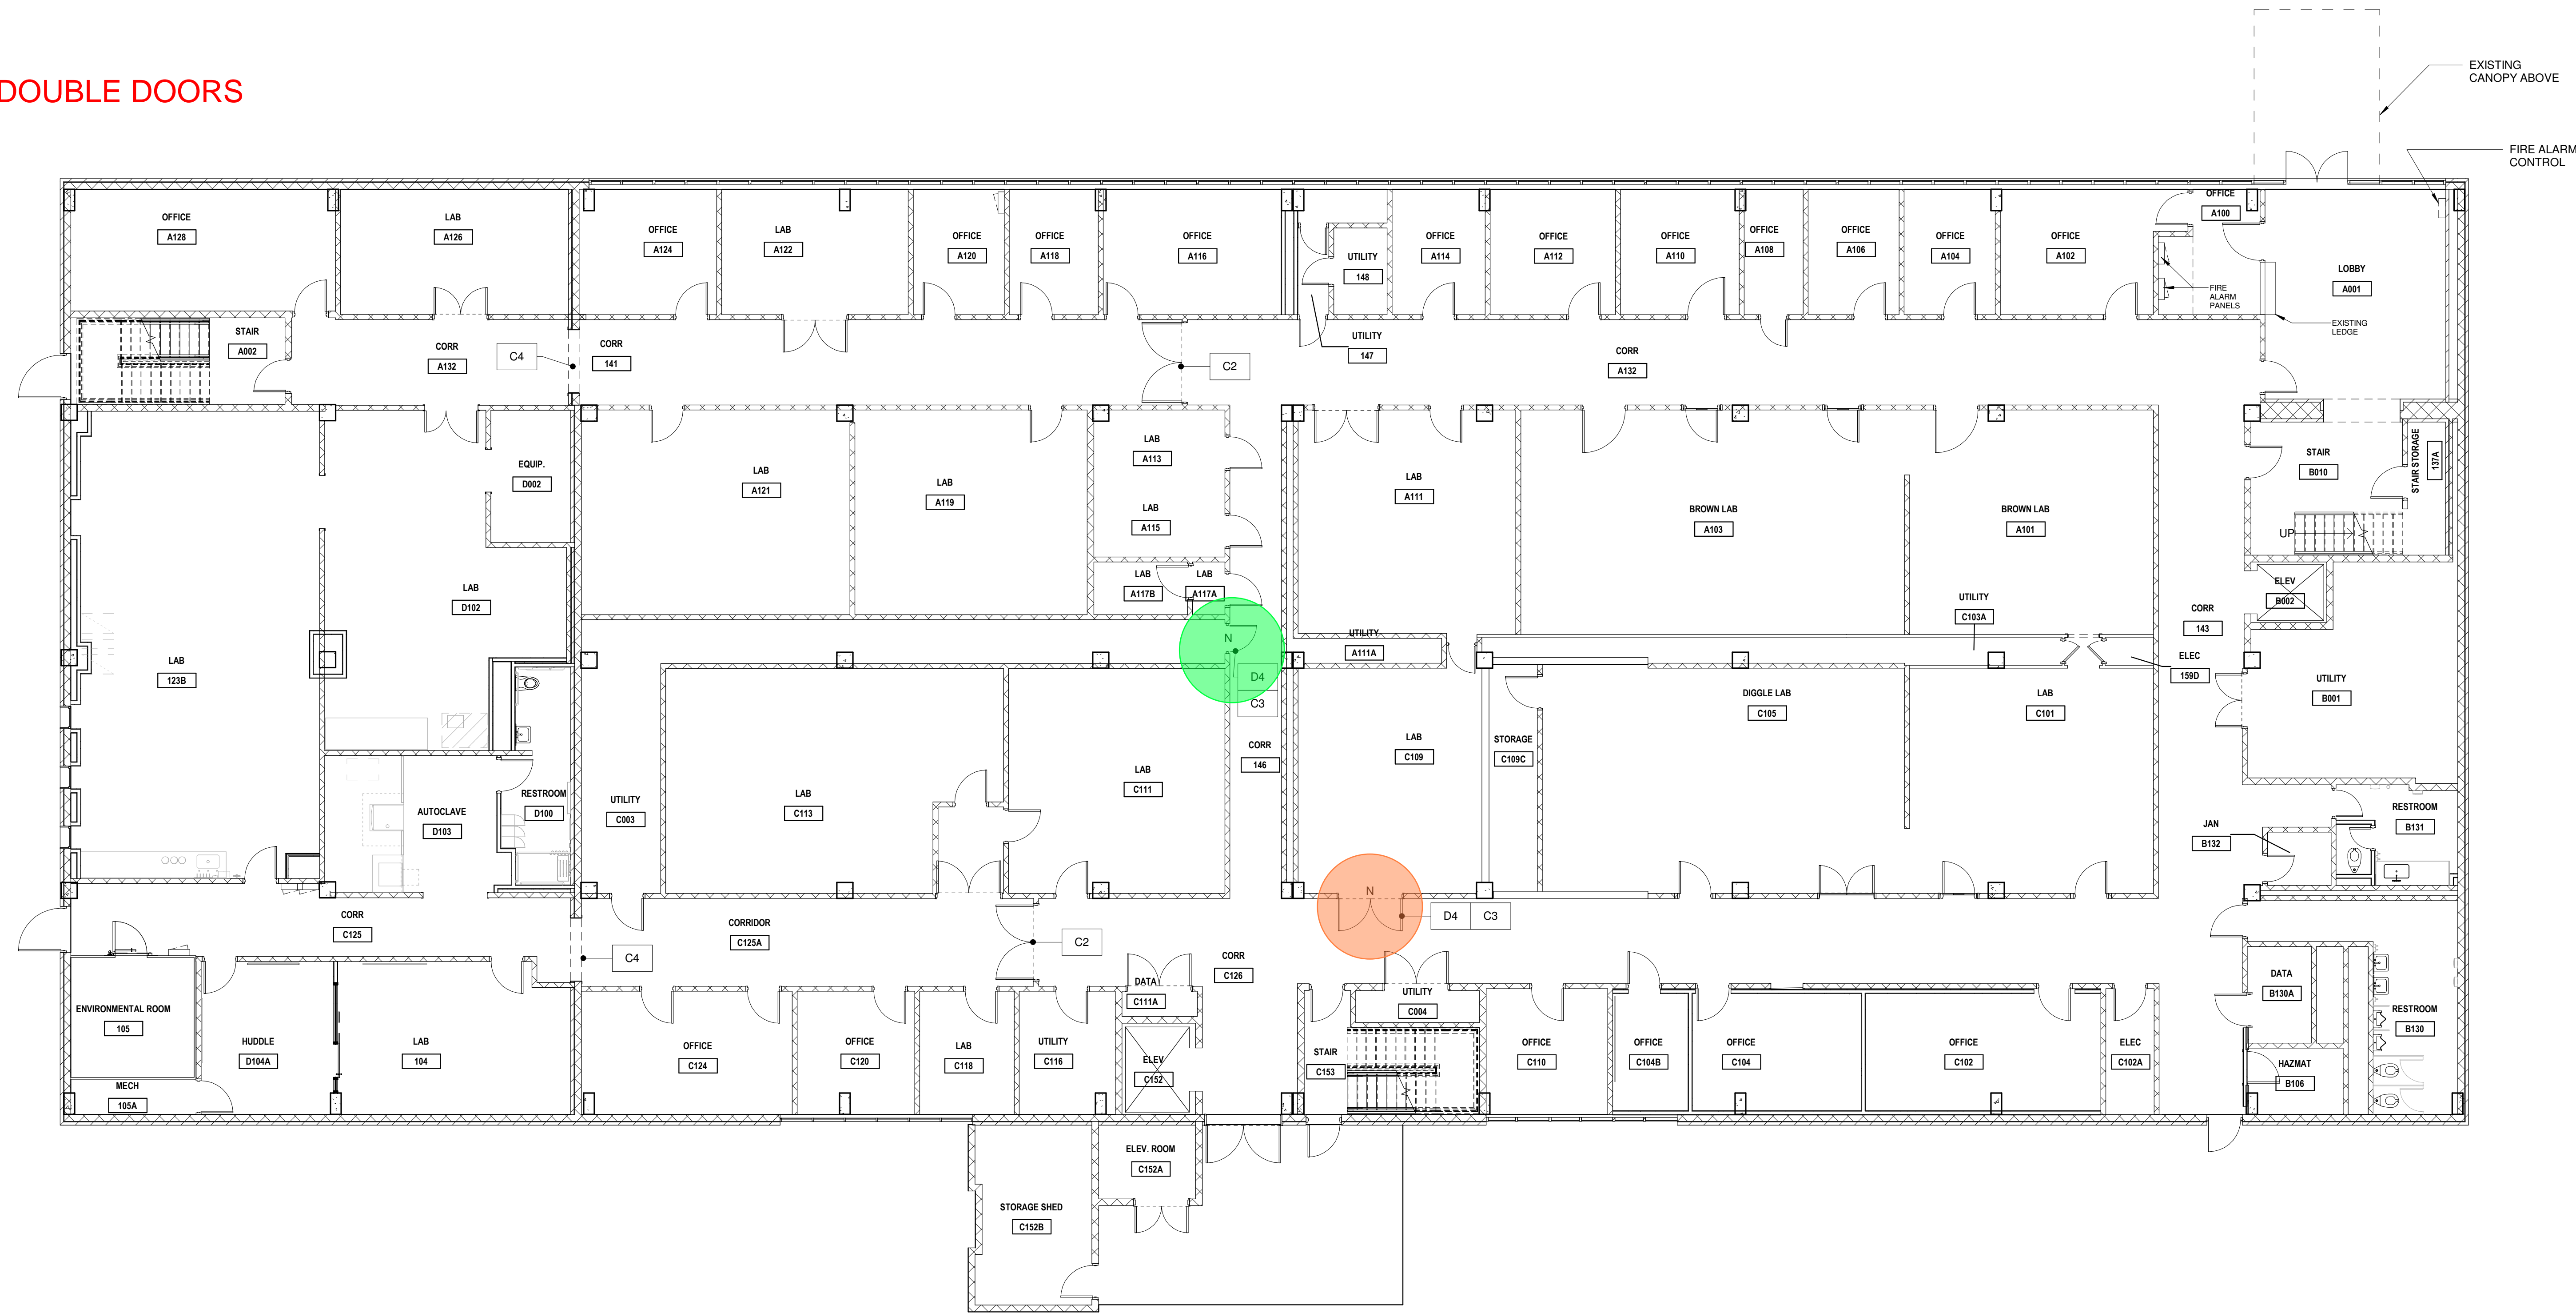 DOUBLE DOORS
EXISTING
CANOPY ABOVE
FIRE ALARM
CONTROL
OFFICE
A128
LAB
A126
OFFICE
A124
LAB
A122
OFFICE
A120
OFFICE
A118
OFFICE
A116
UTILITY
148
OFFICE
A114
OFFICE
A112
OFFICE
A110
OFFICE
A108
OFFICE
A106
OFFICE
A104
OFFICE
A102
OFFICE
A100
LOBBY
A001
FIRE
ALARM
PANELS
EXISTING
LEDGE
STAIR
A002
CORR
A132
C4
CORR
141
C2
UTILITY
147
CORR
A132
EQUIP.
D002
LAB
A121
LAB
A119
LAB
A113
LAB
A115
LAB
A117B
LAB
A117A
LAB
A111
BROWN LAB
A103
BROWN LAB
A101
STAIR
B010
STAIR STORAGE
137A
UP
ELEV
B002
LAB
123B
LAB
D102
N
D4
C3
UTILITY
A111A
UTILITY
C103A
CORR
143
ELEC
159D
UTILITY
B001
UTILITY
C003
LAB
C113
LAB
C111
CORR
146
LAB
C109
STORAGE
C109C
DIGGLE LAB
C105
LAB
C101
AUTOCLAVE
D103
RESTROOM
D100
JAN
B132
RESTROOM
B131
N
D4
C3
CORR
C125
CORRIDOR
C125A
C4
C2
CORR
C126
DATA
C111A
UTILITY
C004
ENVIRONMENTAL ROOM
105
HUDDLE
D104A
LAB
104
MECH
105A
OFFICE
C124
OFFICE
C120
LAB
C118
UTILITY
C116
ELEV
C152
STAIR
C153
OFFICE
C110
OFFICE
C104B
OFFICE
C104
OFFICE
C102
ELEC
C102A
DATA
B130A
RESTROOM
B130
HAZMAT
B106
ELEV. ROOM
C152A
STORAGE SHED
C152B